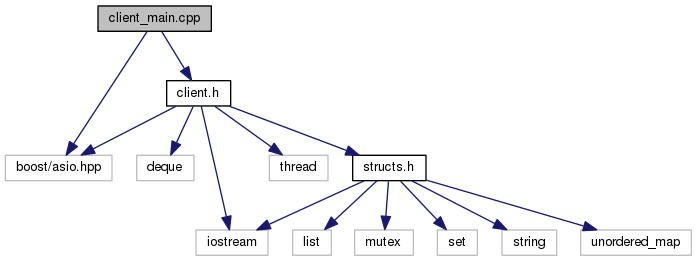 client_main.cpp
client.h
boost/asio.hpp
deque
thread
structs.h
iostream
list
mutex
set
string
unordered_map